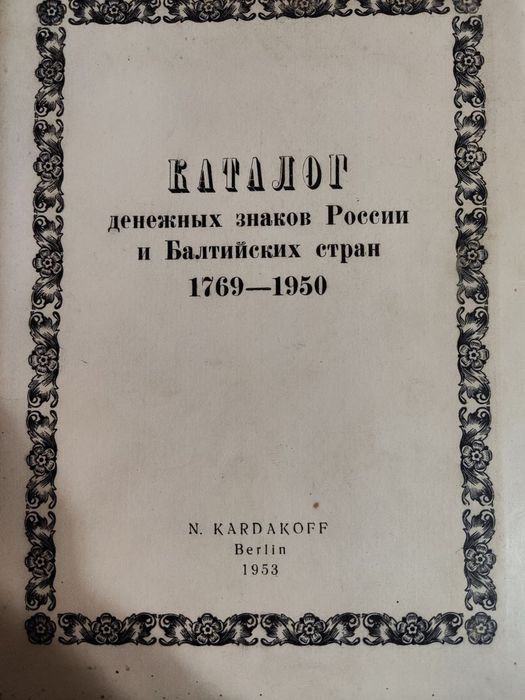 КАТАЛОГ
денежных знаков России
и Балтийских стран
1769—1950
N. KARDAKOFF
Berlin
1953